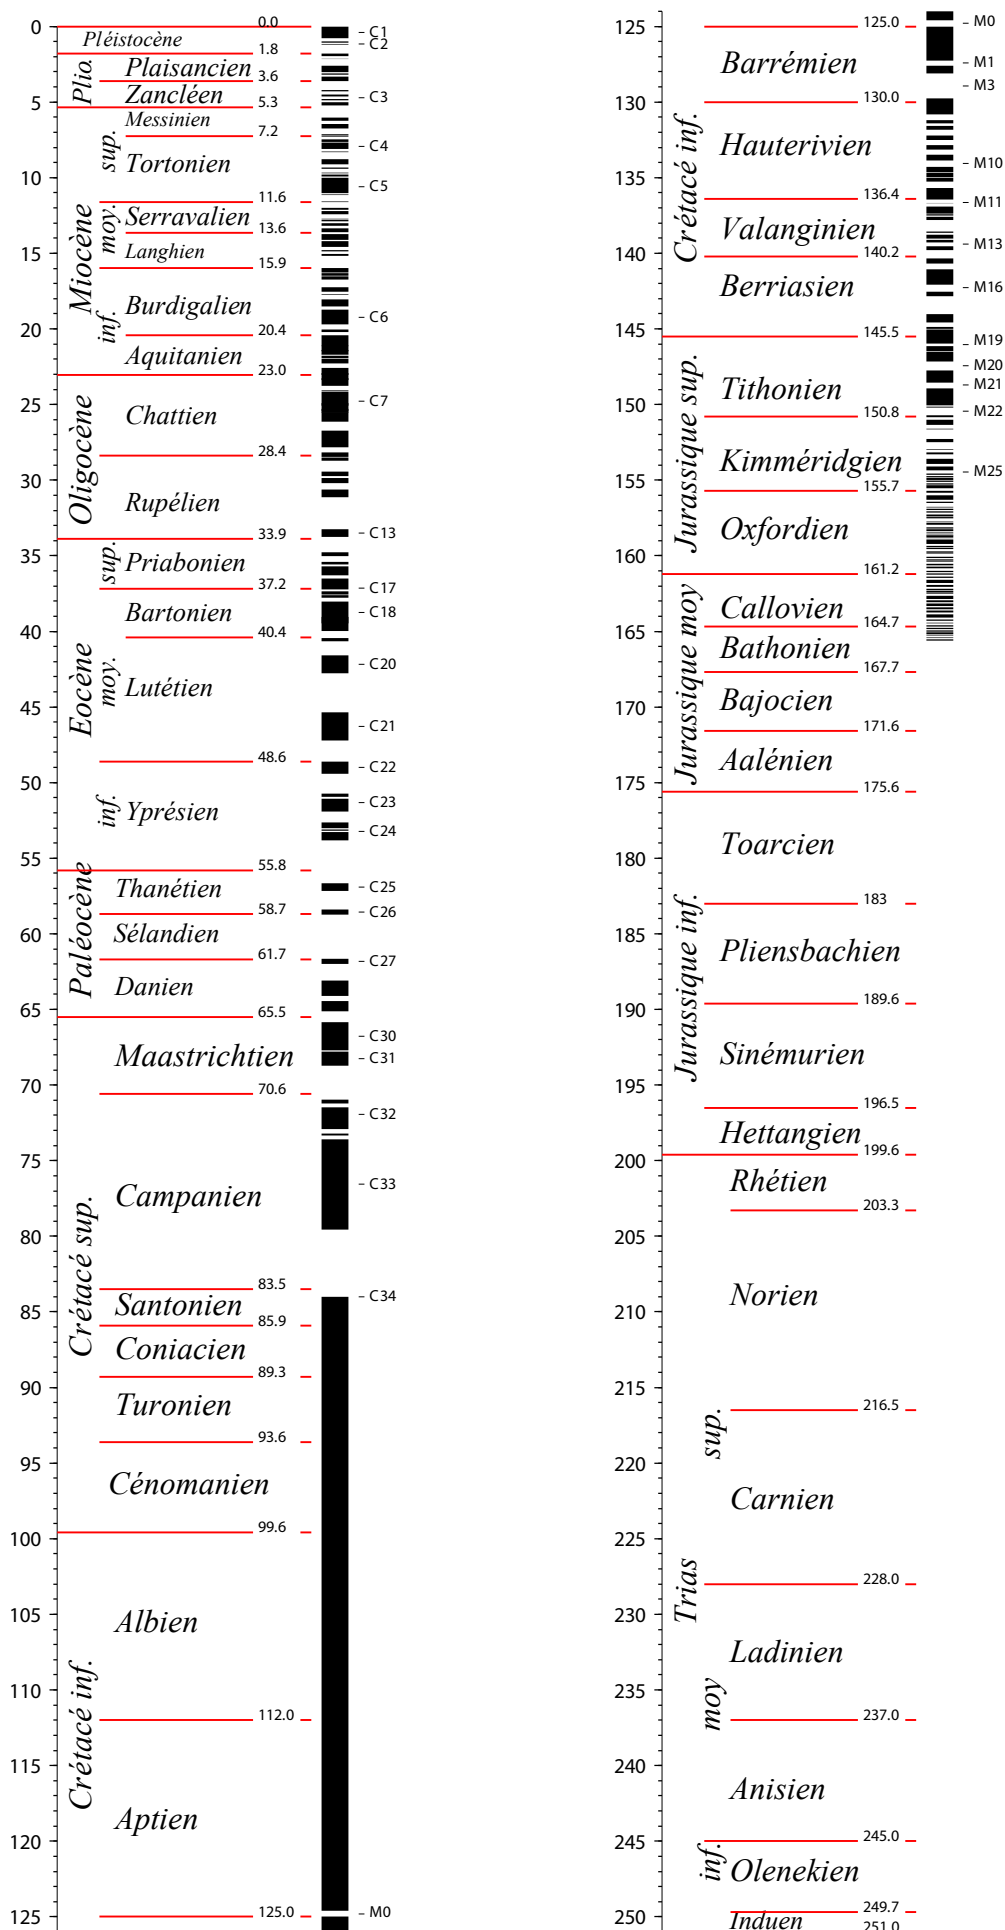 0
0.0
C1
Pléistocène
C2
1.8
Plio.
Plaisancien
3.6
Zancléen
C3
5
5.3
Messinien
7.2
sup.
Tortonien
C4
10
C5
11.6
Miocène
moy.
Serravalien
13.6
Langhien
15
15.9
Burdigalien
C6
inf.
20
20.4
Aquitanien
23.0
Oligocène
C7
25
Chattien
28.4
30
Rupélien
C13
33.9
35
sup.
Priabonien
37.2
C17
Bartonien
C18
40
40.4
Eocène
moy.
Lutétien
C20
45
C21
48.6
C22
50
inf.
Yprésien
C23
C24
55
55.8
Paléocène
Thanétien
C25
58.7
C26
60
Sélandien
61.7
C27
Danien
65
65.5
C30
Maastrichtien
C31
70
70.6
C32
75
C33
Campanien
Crétacé sup.
80
83.5
C34
Santonien
85
85.9
Coniacien
89.3
90
Turonien
93.6
95
Cénomanien
99.6
100
105
Albien
Crétacé inf.
110
112.0
115
Aptien
120
125
125.0
M0
M0
125
125.0
Barrémien
M1
M3
130
130.0
Crétacé inf.
Hauterivien
M10
135
136.4
M11
Valanginien
M13
140
140.2
Berriasien
M16
145
145.5
M19
Jurassique sup.
M20
M21
Tithonien
150
M22
150.8
Kimméridgien
M25
155
155.7
Oxfordien
160
161.2
Jurassique moy
Callovien
164.7
165
Bathonien
167.7
Bajocien
170
171.6
Aalénien
175
175.6
Toarcien
180
183
Jurassique inf.
185
Pliensbachien
189.6
190
Sinémurien
195
196.5
Hettangien
199.6
200
Rhétien
203.3
205
Norien
210
215
216.5
sup.
220
Carnien
225
228.0
Trias
230
Ladinien
235
moy
237.0
240
Anisien
245
245.0
inf.
Olenekien
249.7
250
Induen
251.0